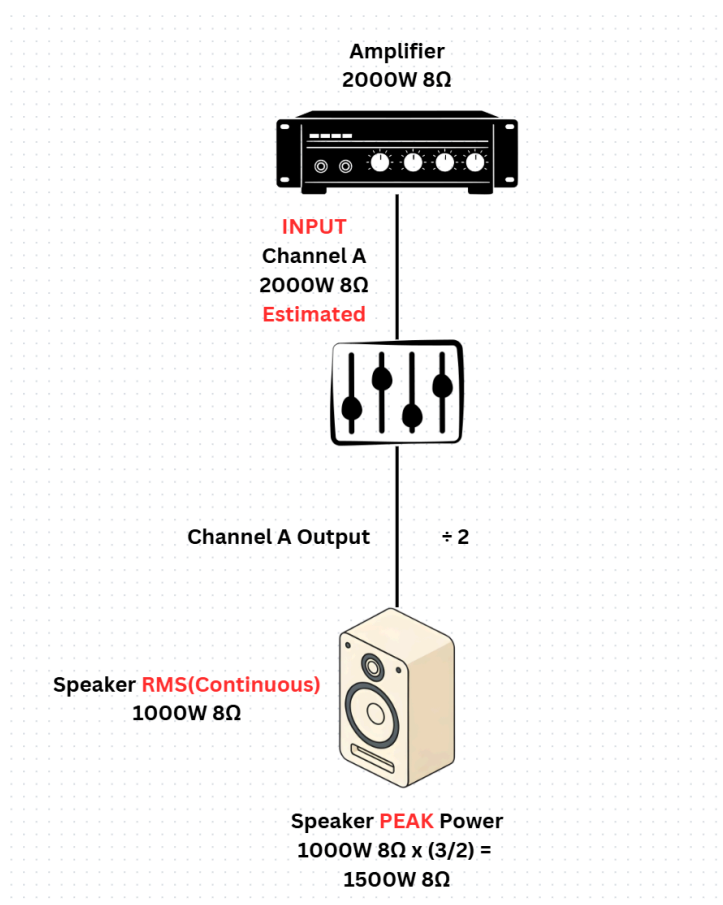 Amplifier
2000W 8Ω
INPUT
Channel A
2000W 8Ω
Estimated
Channel A Output ÷ 2
Speaker RMS(Continuous)
1000W 8Ω
Speaker PEAK Power
1000W 8Ω x (3/2) =
1500W 8Ω